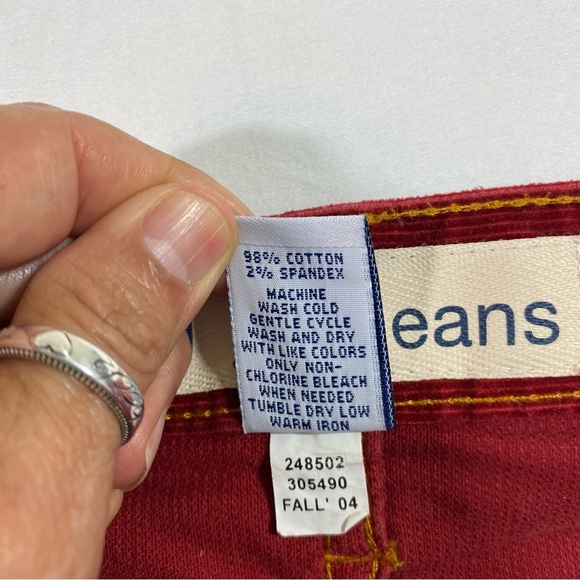 98% COTTON
2% SPANDEX
MACHINE
WASH COLD
GENTLE CYCLE
WASH AND DRY
WITH LIKE COLORS
ONLY NON-
CHLORINE BLEACH
WHEN NEEDED
TUMBLE DRY LOW
WARM IRON
eans
248502
305490
FALL' 04